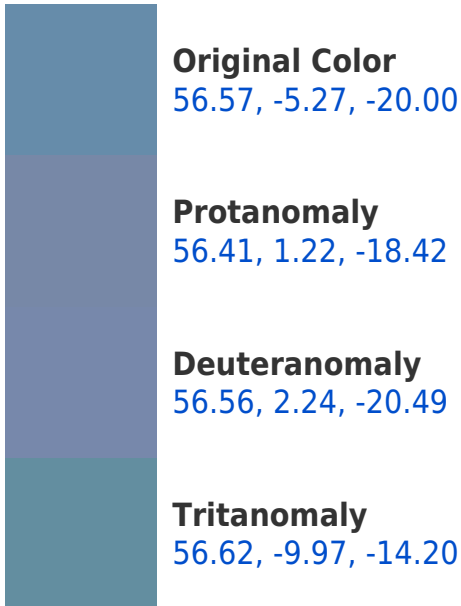 Original Color
56.57, -5.27, -20.00
Protanomaly
56.41, 1.22, -18.42
Deuteranomaly
56.56, 2.24, -20.49
Tritanomaly
56.62, -9.97, -14.20